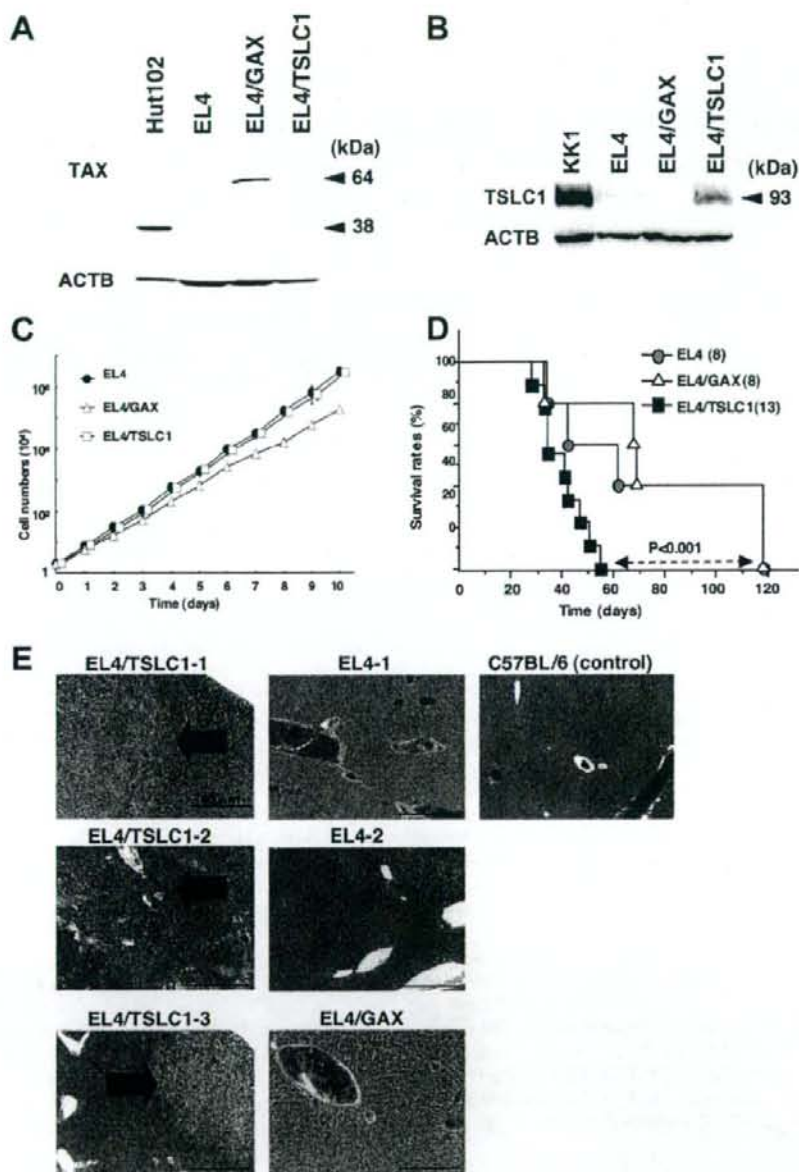 A
Hut102
EL4
EL4/GAX
EL4/TSLC1
(kDa)
TAX
64
38
ACTB
B
KK1
EL4
EL4/GAX
EL4/TSLC1
(kDa)
TSLC1
93
ACTB
C
EL4
EL4/GAX
EL4/TSLC1
Cell numbers
10²
1
0 1 2 3 4 5 6 7 8 9 10
Time (days)
D
EL4 (8)
EL4/GAX(8)
EL4/TSLC1(13)
Survival rates (%)
100
80
60
40
20
0
P<0.001
0 20 40 60 80 100 120
Time (days)
E
EL4/TSLC1-1
EL4-1
C57BL/6 (control)
EL4/TSLC1-2
EL4-2
EL4/TSLC1-3
EL4/GAX